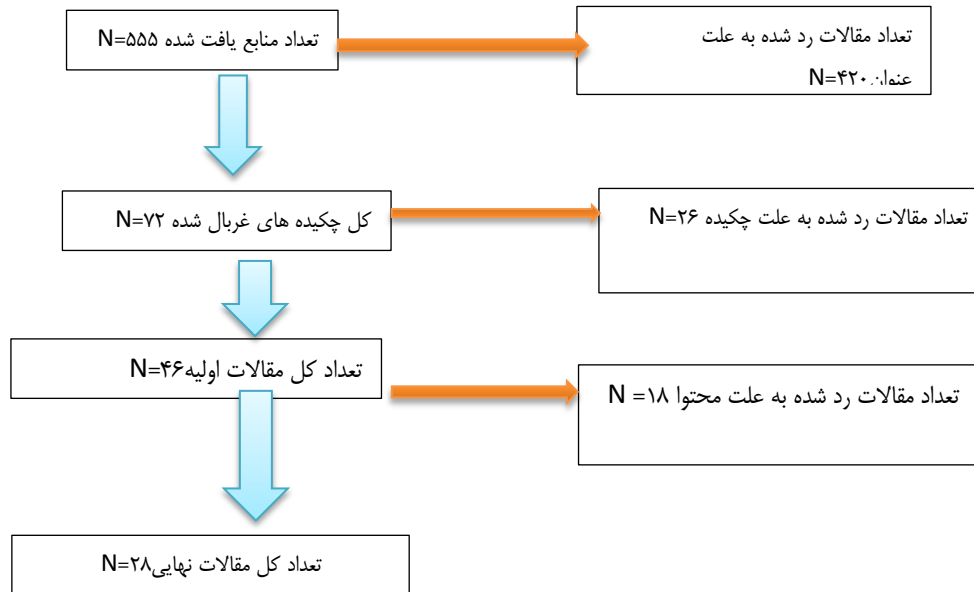 تعداد منابع یافت شده N=۵۵۵
تعداد مقالات رد شده به علت
عنوان N=۴۲۰
کل چکیده های غربال شده N=۷۲
تعداد مقالات رد شده به علت چکیده N=۲۶
تعداد کل مقالات اولیه N=۴۶
تعداد مقالات رد شده به علت محتوا N =۱۸
تعداد کل مقالات نهایی N=۲۸